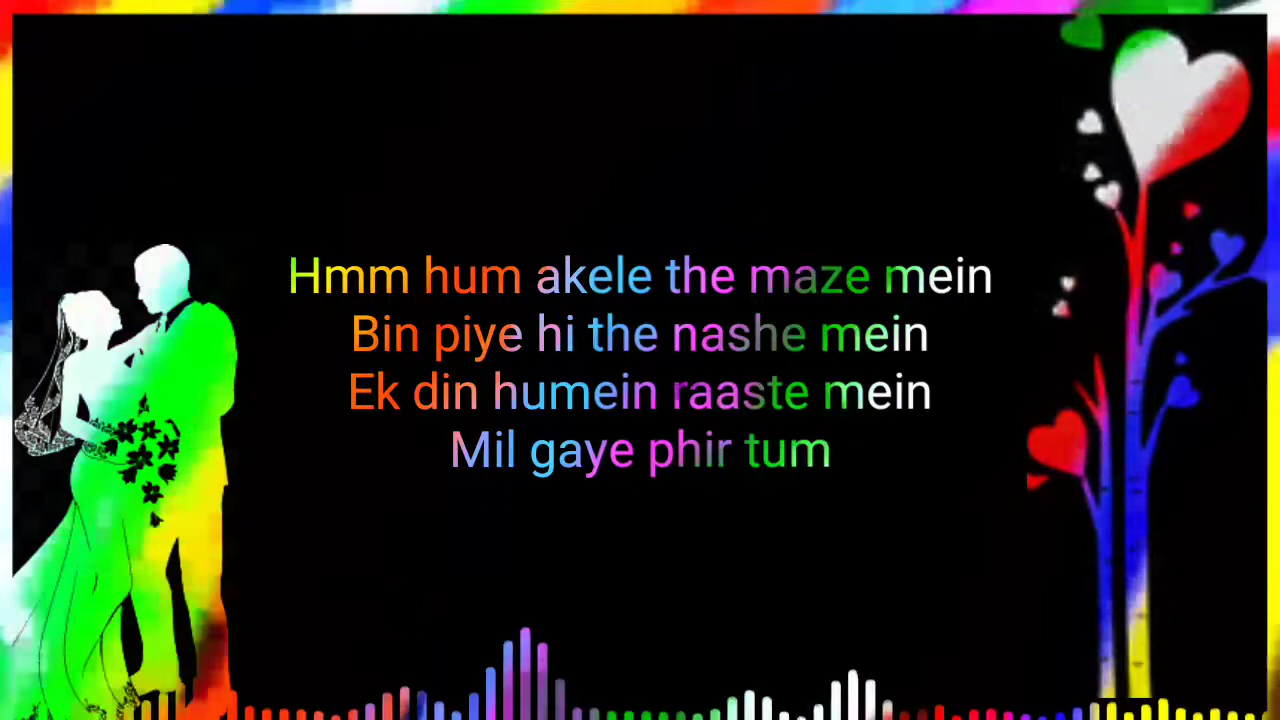 Hmm hum akele the maze mein
Bin piye hi the nashe mein
Ek din humein raaste mein
Mil gaye phir tum